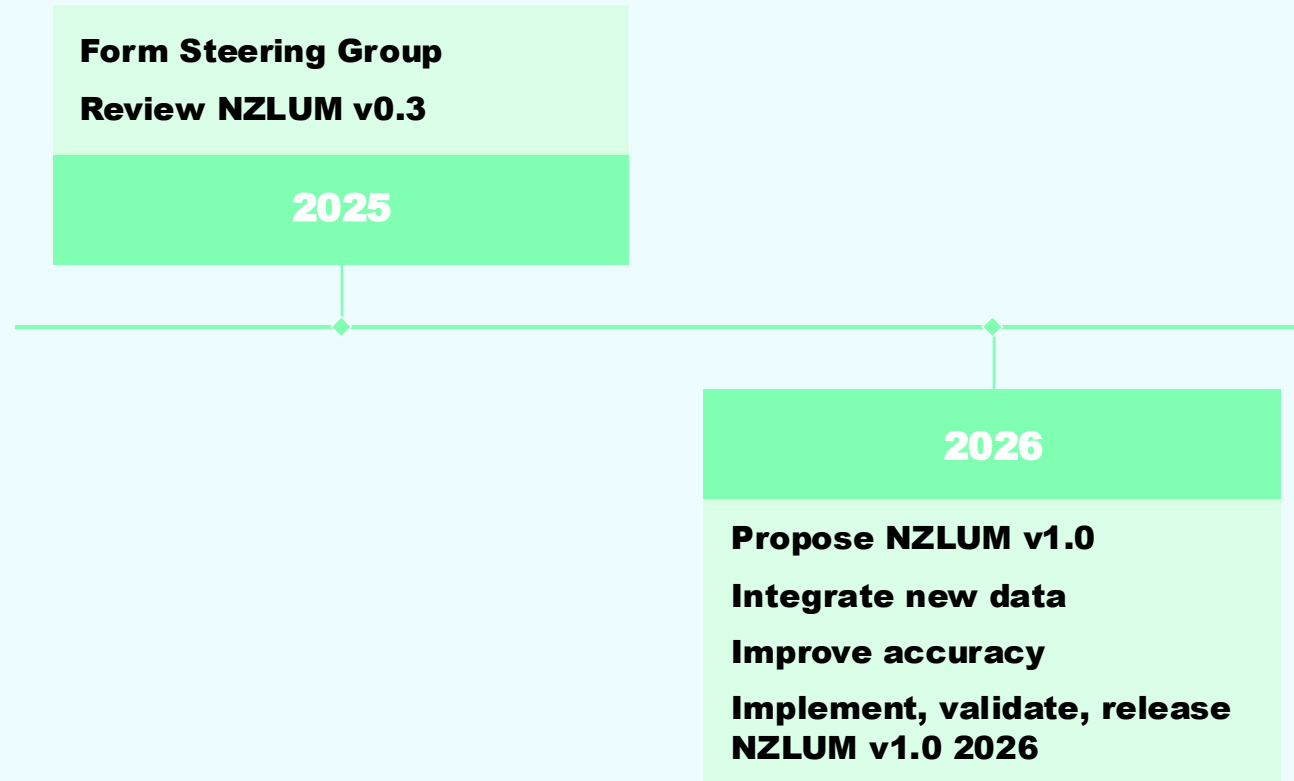 Form Steering Group
Review NZLUM v0.3
2025
2026
Propose NZLUM v1.0
Integrate new data
Improve accuracy
Implement, validate, release
NZLUM v1.0 2026